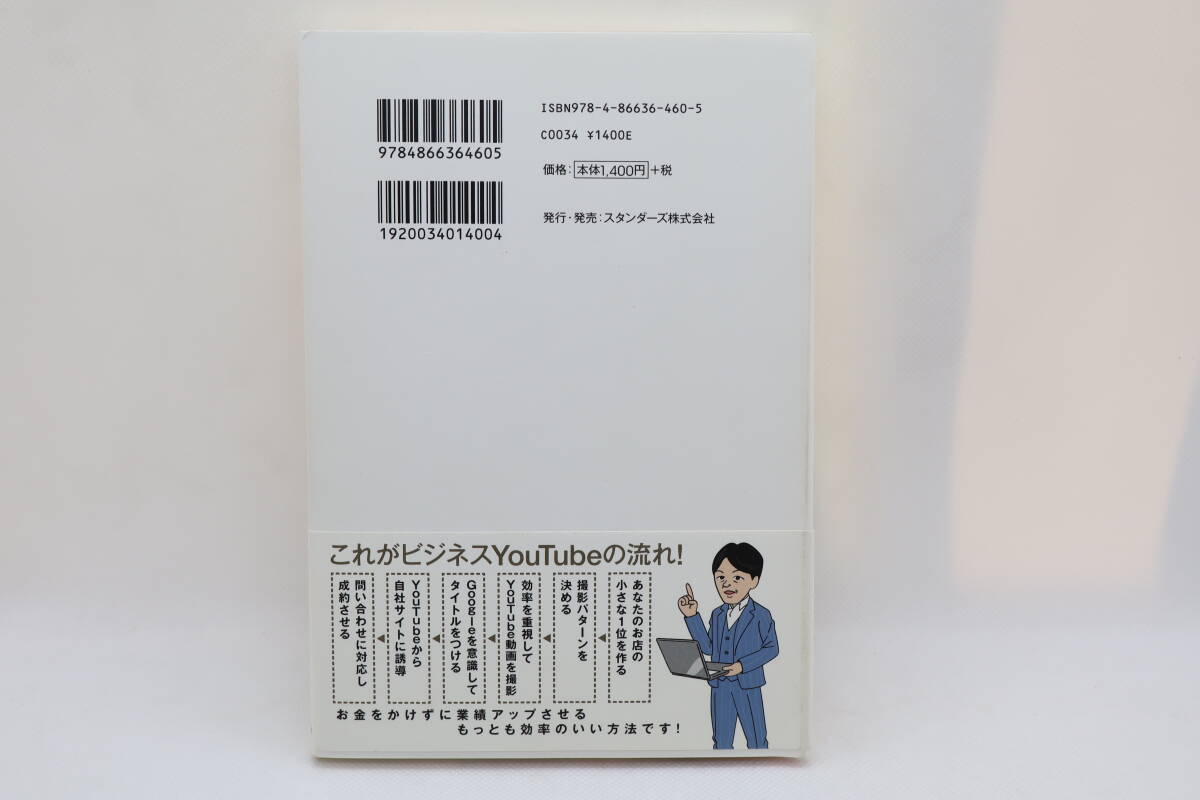 9784866364605
1920034014004
ISBN978-4-86636-460-5
C0034 ¥1400E
価格：本体1,400円＋税
発行・発売：スタンダーズ株式会社
これがビジネスYouTubeの流れ！
あなたのお店の
小さな1位を作る
撮影パターンを
決める
効率を重視して
YouTube動画を撮影
Googleを意識して
タイトルをつける
YouTubeから
自社サイトに誘導
問い合わせに対応し
成約させる
お金をかけずに業績アップさせる
もっとも効率のいい方法です！